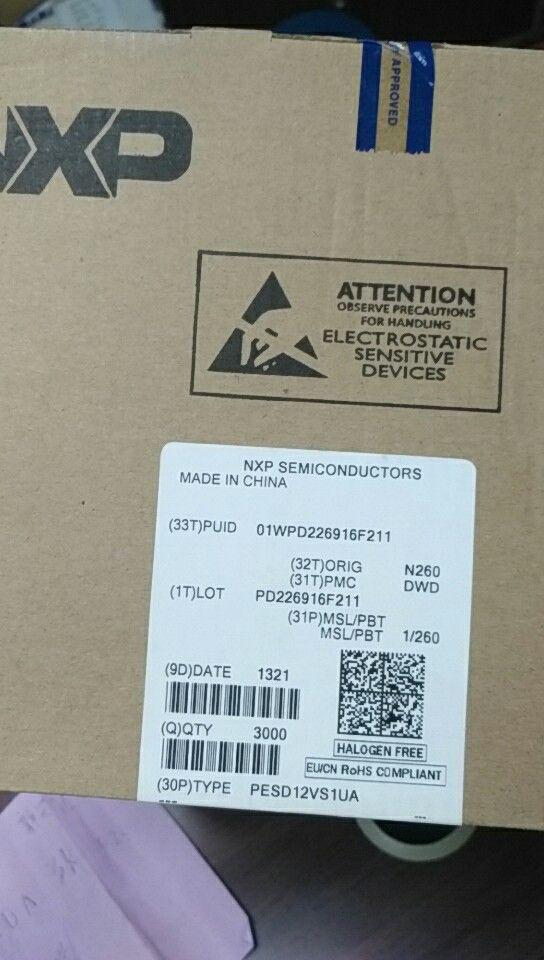 APPROVED
NXP
ATTENTION
OBSERVE PRECAUTIONS
FOR HANDLING
ELECTROSTATIC
SENSITIVE
DEVICES
NXP SEMICONDUCTORS
MADE IN CHINA
(33T)PUID 01WPD226916F211
(32T)ORIG N260
(31T)PMC DWD
(1T)LOT PD226916F211
(31P)MSL/PBT
MSL/PBT 1/260
(9D)DATE 1321
(Q)QTY 3000
HALOGEN FREE
EU/CN RoHS COMPLIANT
(30P)TYPE PESD12VS1UA